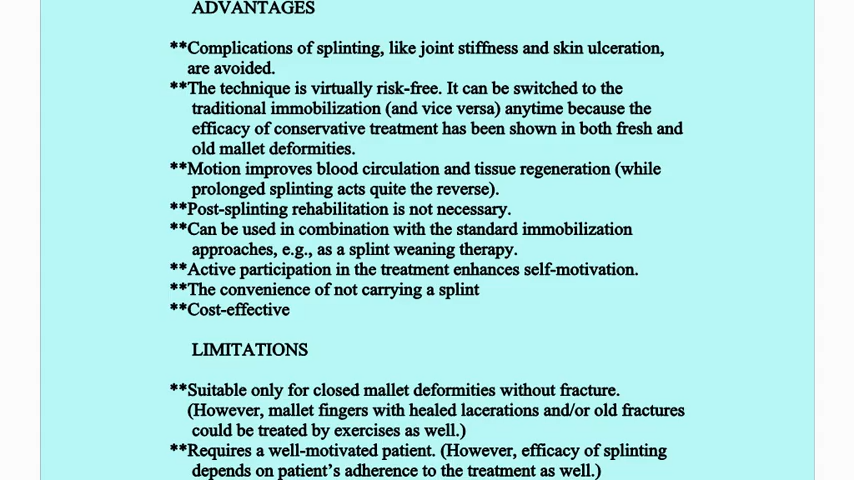 ADVANTAGES
**Complications of splinting, like joint stiffness and skin ulceration,
are avoided.
**The technique is virtually risk-free. It can be switched to the
traditional immobilization (and vice versa) anytime because the
efficacy of conservative treatment has been shown in both fresh and
old mallet deformities.
**Motion improves blood circulation and tissue regeneration (while
prolonged splinting acts quite the reverse).
**Post-splinting rehabilitation is not necessary.
**Can be used in combination with the standard immobilization
approaches, e.g., as a splint weaning therapy.
**Active participation in the treatment enhances self-motivation.
**The convenience of not carrying a splint
**Cost-effective
LIMITATIONS
**Suitable only for closed mallet deformities without fracture.
(However, mallet fingers with healed lacerations and/or old fractures
could be treated by exercises as well.)
**Requires a well-motivated patient. (However, efficacy of splinting
depends on patient's adherence to the treatment as well.)